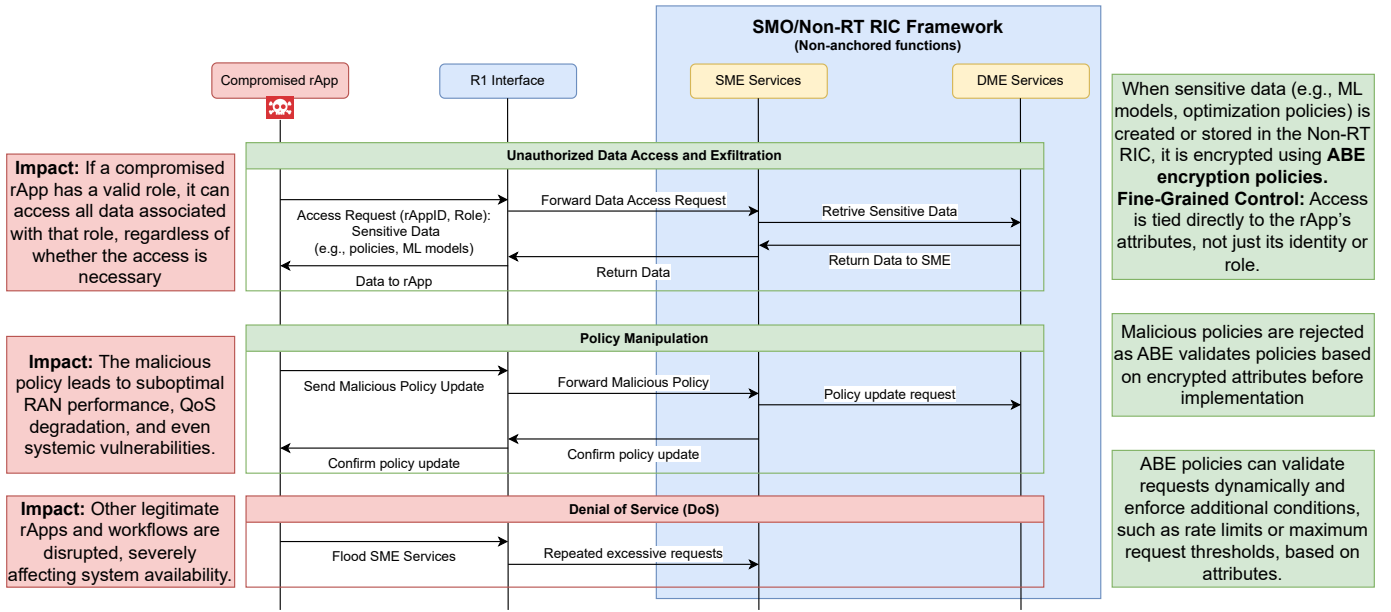 SMO/Non-RT RIC Framework
(Non-anchored functions)
Compromised rApp
R1 Interface
SME Services
DME Services
When sensitive data (e.g., ML
models, optimization policies) is
created or stored in the Non-RT
RIC, it is encrypted using ABE
encryption policies.
Fine-Grained Control: Access
is tied directly to the rApp's
attributes, not just its identity or
role.
Unauthorized Data Access and Exfiltration
Impact: If a compromised
rApp has a valid role, it can
access all data associated
with that role, regardless of
whether the access is
necessary
Access Request (rAppID, Role):
Sensitive Data
(e.g., policies, ML models)
Forward Data Access Request
Retrive Sensitive Data
Return Data to SME
Return Data
Data to rApp
Policy Manipulation
Impact: The malicious
policy leads to suboptimal
RAN performance, QoS
degradation, and even
systemic vulnerabilities.
Send Malicious Policy Update
Forward Malicious Policy
Policy update request
Confirm policy update
Confirm policy update
Malicious policies are rejected
as ABE validates policies based
on encrypted attributes before
implementation
Denial of Service (DoS)
Impact: Other legitimate
rApps and workflows are
disrupted, severely
affecting system availability.
Flood SME Services
Repeated excessive requests
ABE policies can validate
requests dynamically and
enforce additional conditions,
such as rate limits or maximum
request thresholds, based on
attributes.